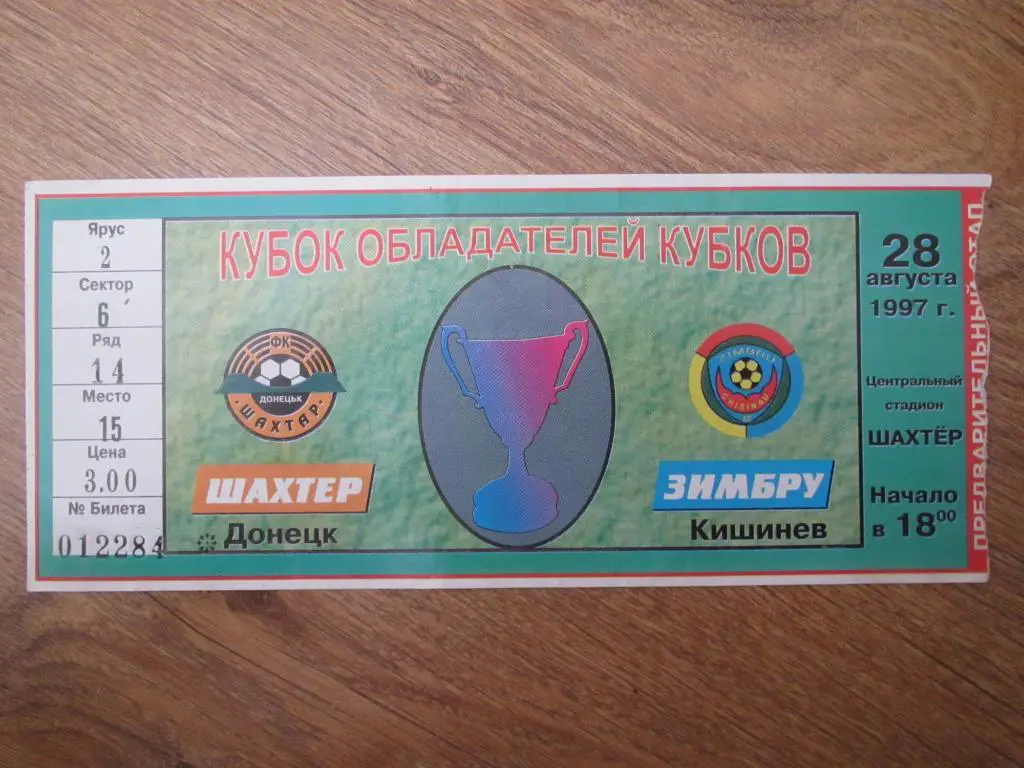 Ярус
2
Сектор
6
Ряд
14
Место
15
Цена
3.00
№ Билета
012284
КУБОК ОБЛАДАТЕЛЕЙ КУБКОВ
ФК
ДОНЕЦЬК
ШАХТАР
ШАХТЕР
Донецк
CHISINAU
ЗИМБРУ
Кишинев
28
августа
1997 г.
Центральный
стадион
ШАХТЁР
Начало
в 18⁰⁰
ПРЕДВАРИТЕЛЬНЫЙ ЭТАП